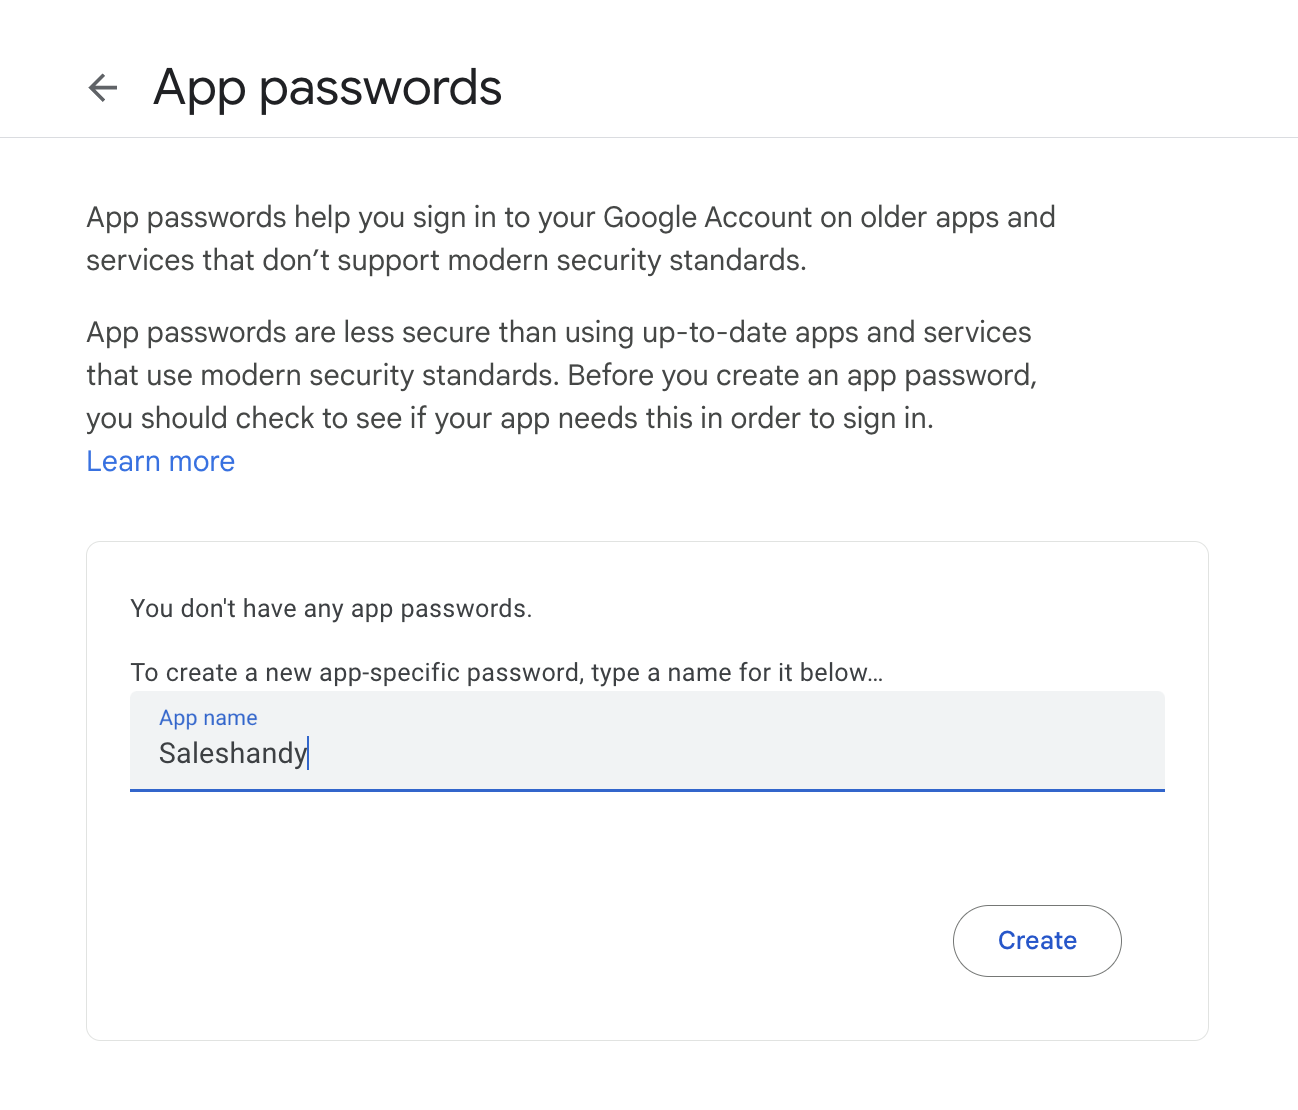 App passwords
App passwords help you sign in to your Google Account on older apps and
services that don’t support modern security standards.
App passwords are less secure than using up-to-date apps and services
that use modern security standards. Before you create an app password,
you should check to see if your app needs this in order to sign in.
Learn more
You don't have any app passwords.
To create a new app-specific password, type a name for it below…
App name
Saleshandy
Create